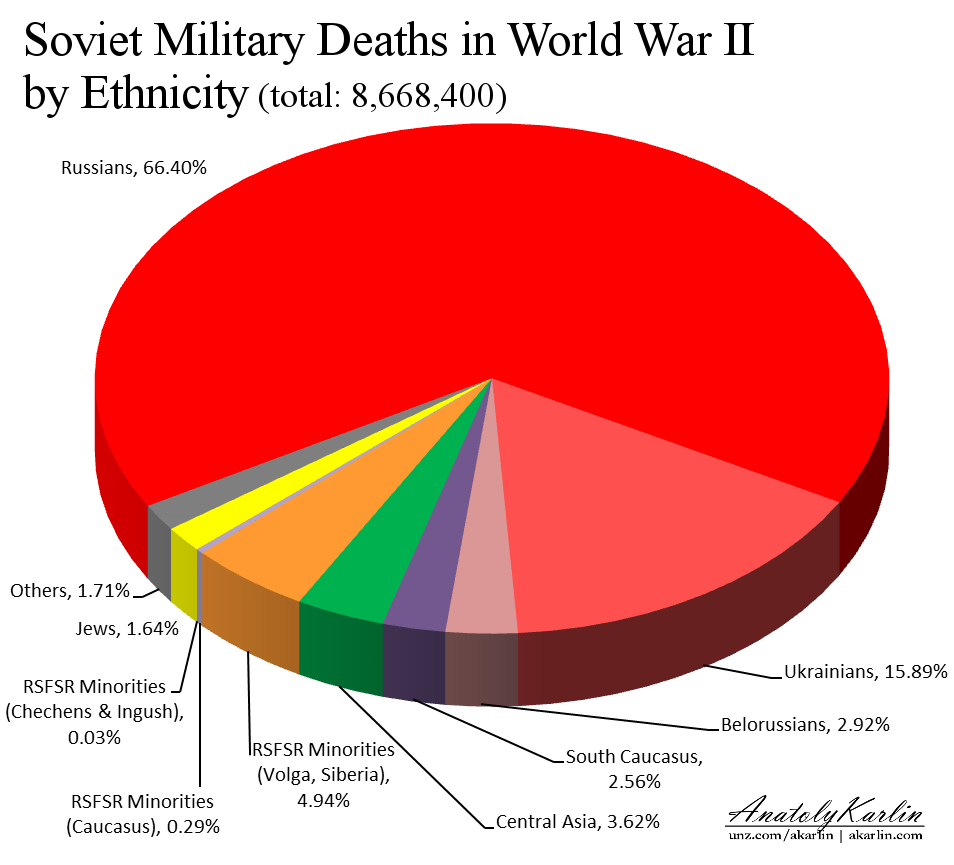 Soviet Military Deaths in World War II
by Ethnicity (total: 8,668,400)
Russians, 66.40%
Others, 1.71%
Jews, 1.64%
RSFSR Minorities
(Chechens & Ingush),
0.03%
RSFSR Minorities
(Caucasus), 0.29%
RSFSR Minorities
(Volga, Siberia),
4.94%
Central Asia, 3.62%
South Caucasus,
2.56%
Belorussians, 2.92%
Ukrainians, 15.89%
AnatolyKarlin
unz.com/akarlin | akarlin.com